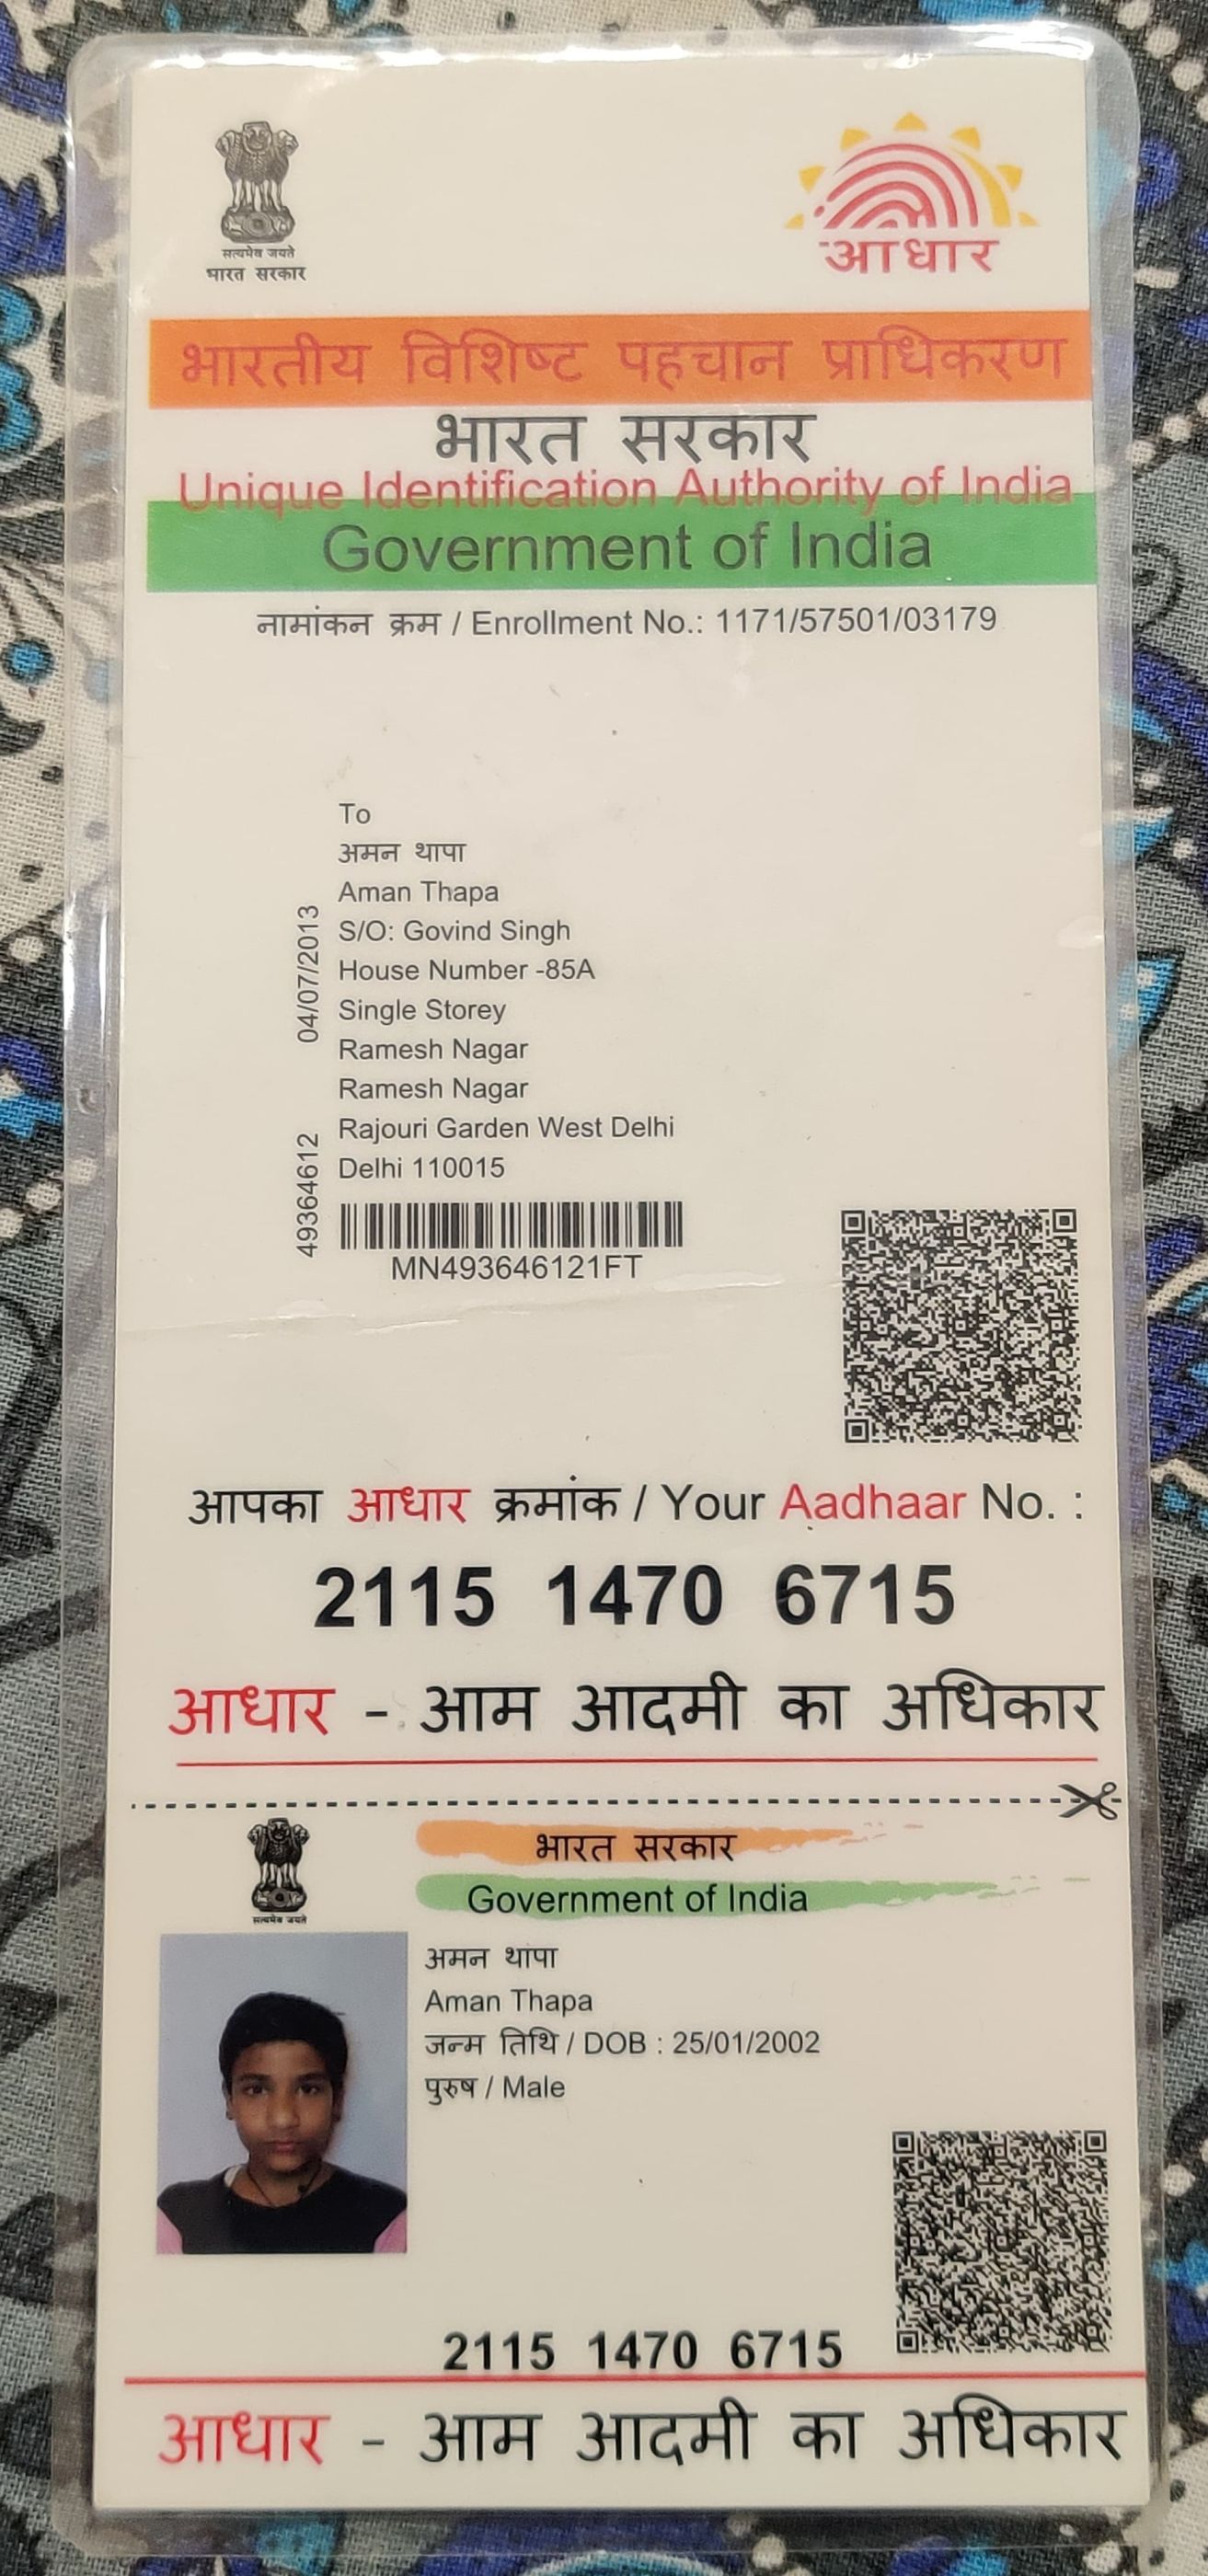 सत्यमेव जयते
भारत सरकार
आधार
भारतीय विशिष्ट पहचान प्राधिकरण
भारत सरकार
Unique Identification Authority of India
Government of India
नामांकन क्रम / Enrollment No.: 1171/57501/03179
To
अमन थापा
Aman Thapa
S/O: Govind Singh
House Number -85A
Single Storey
Ramesh Nagar
Ramesh Nagar
Rajouri Garden West Delhi
Delhi 110015
04/07/2013
49364612
MN493646121FT
आपका आधार क्रमांक / Your Aadhaar No. :
2115 1470 6715
आधार - आम आदमी का अधिकार
सत्यमेव जयते
भारत सरकार
Government of India
अमन थापा
Aman Thapa
जन्म तिथि / DOB : 25/01/2002
पुरुष / Male
2115 1470 6715
आधार - आम आदमी का अधिकार